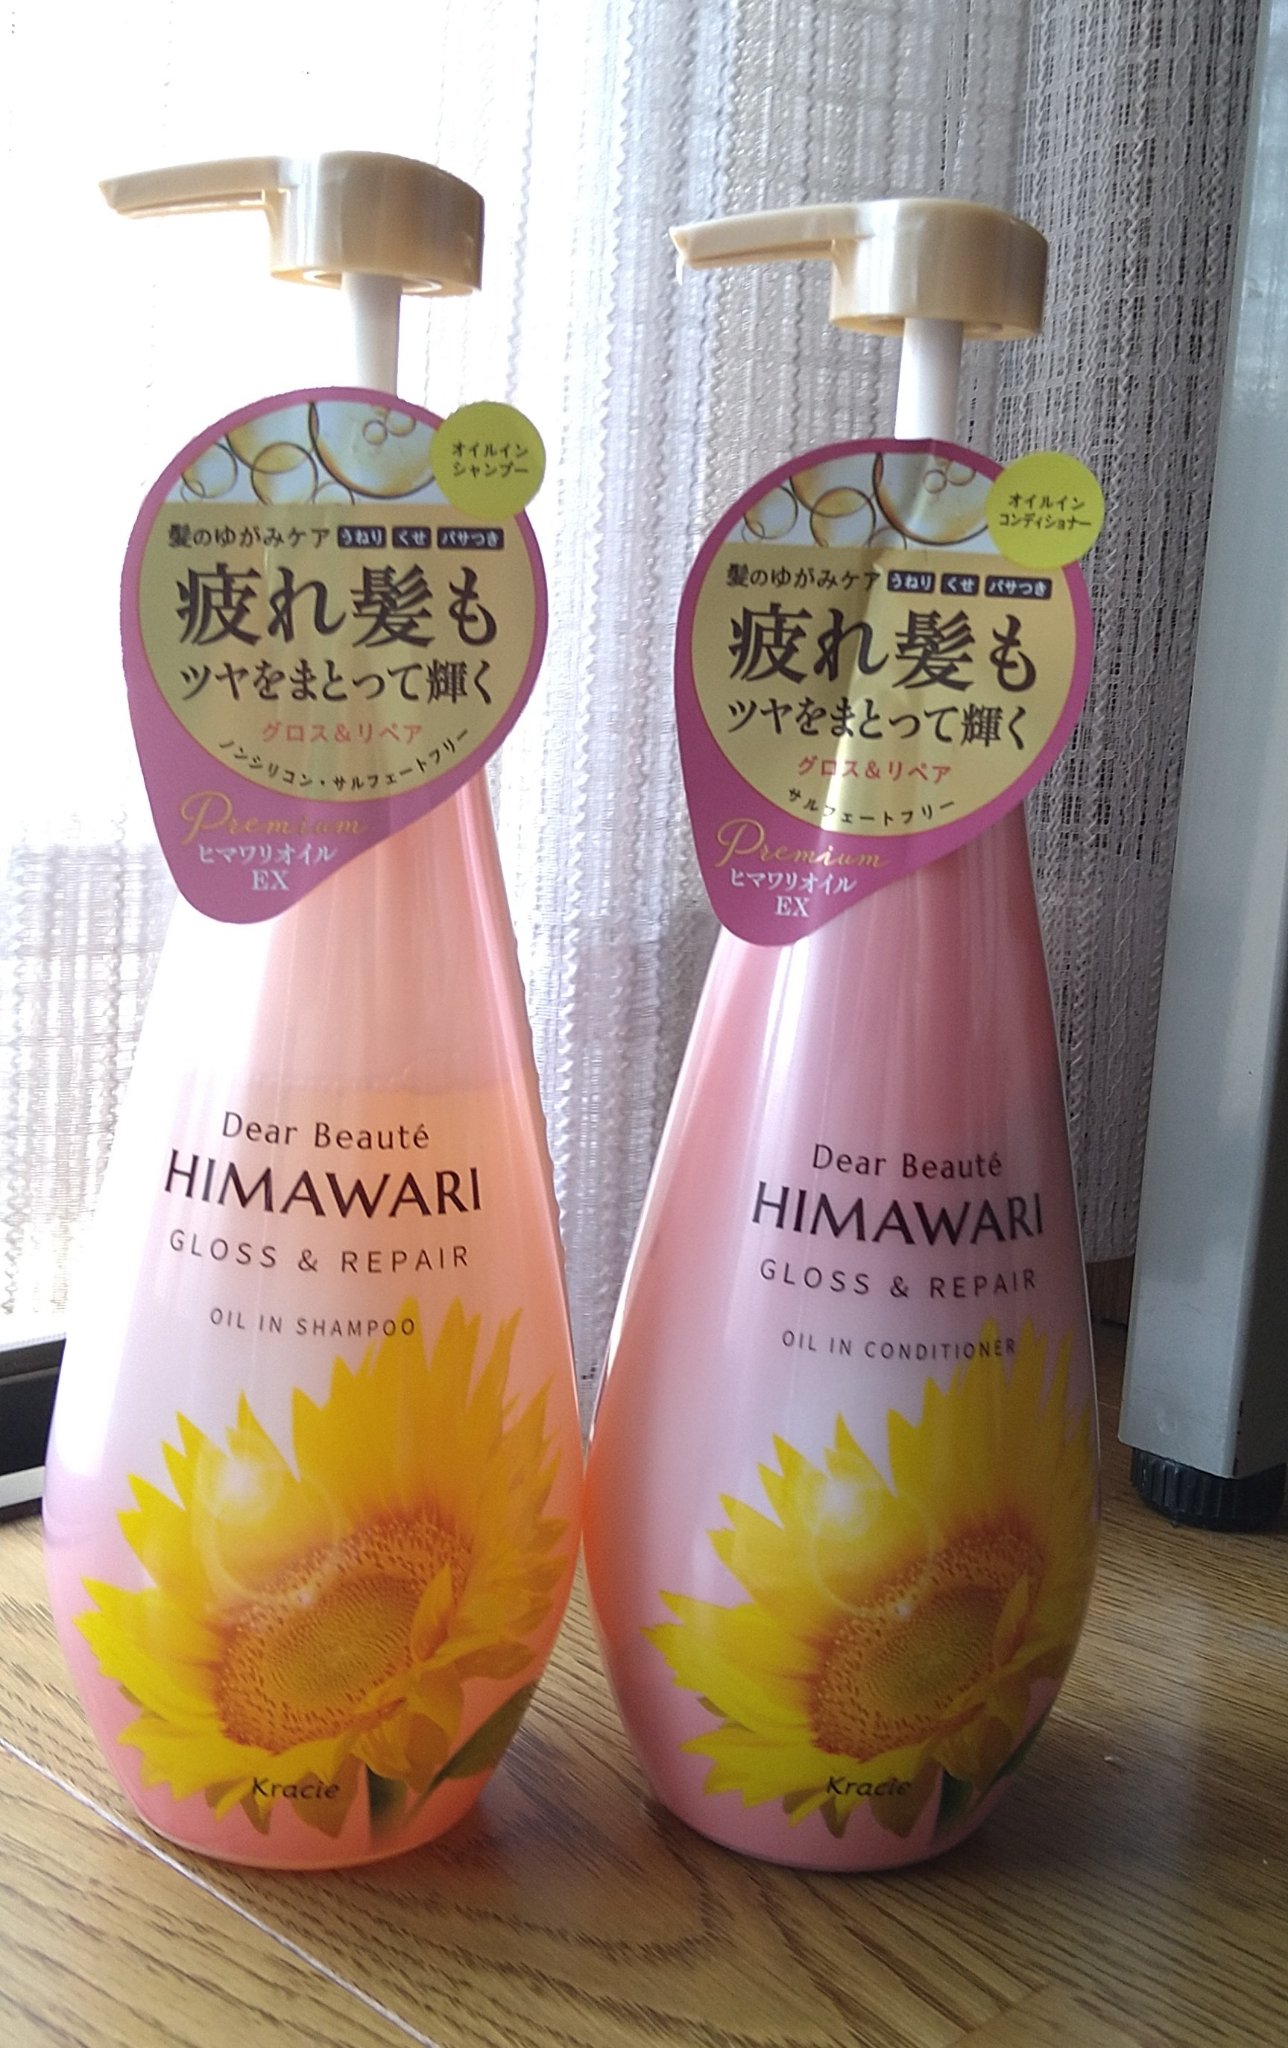 オイルイン
シャンプー
髪のゆがみケア うねり くせ パサつき
疲れ髪も
ツヤをまとって輝く
グロス&リペア
ノンシリコン・サルフェートフリー
Premium
ヒマワリオイル
EX
Dear Beauté
HIMAWARI
GLOSS & REPAIR
OIL IN SHAMPOO
Kracie
オイルイン
コンディショナー
髪のゆがみケア うねり くせ パサつき
疲れ髪も
ツヤをまとって輝く
グロス&リペア
サルフェートフリー
Premium
ヒマワリオイル
EX
Dear Beauté
HIMAWARI
GLOSS & REPAIR
OIL IN CONDITIONER
Kracie